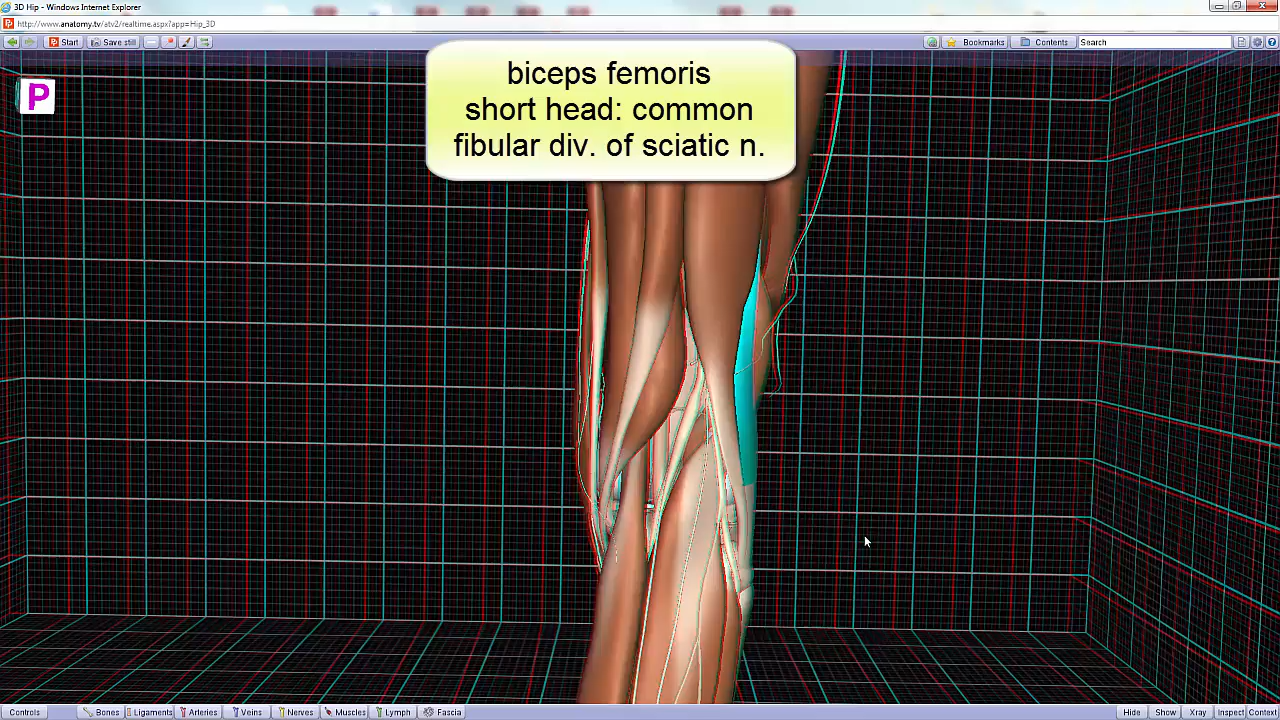 3D Hip - Windows Internet Explorer
http://www.anatomy.tv/atv2/realtime.aspx?app=Hip_3D
Start Save still Bookmarks Contents Search
P
biceps femoris
short head: common
fibular div. of sciatic n.
Controls Bones Ligaments Arteries Veins Nerves Muscles Lymph Fascia Hide Show Xray Inspect Context